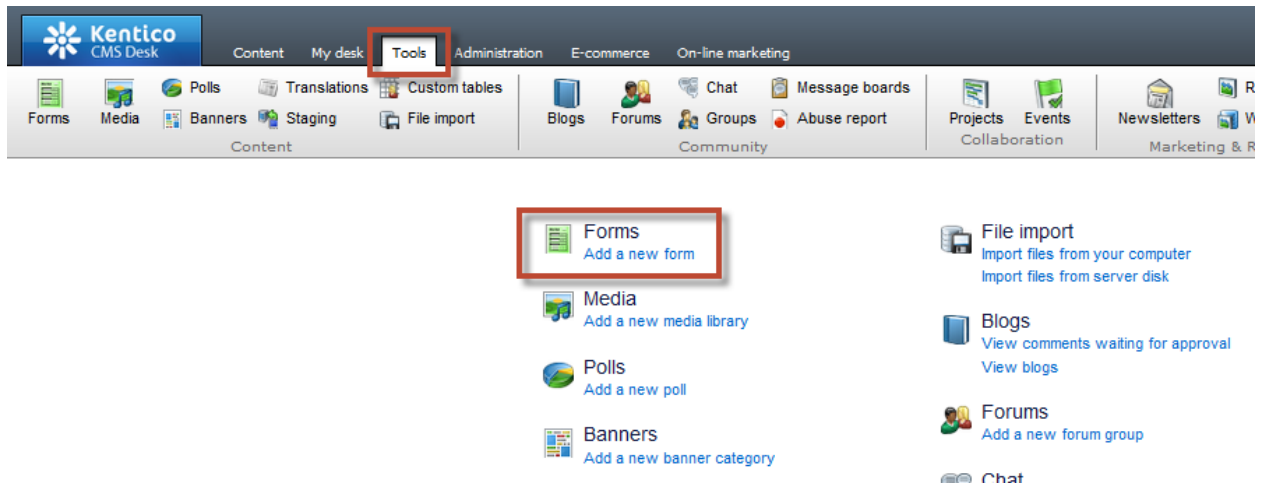 Kentico
CMS Desk
Content My desk Tools Administration E-commerce On-line marketing
Polls Translations Custom tables Chat Message boards
Forms Media Banners Staging File import Blogs Forums Groups Abuse report Projects Events Newsletters
Content Community Collaboration Marketing &
Forms
Add a new form
Media
Add a new media library
Polls
Add a new poll
Banners
Add a new banner category
File import
Import files from your computer
Import files from server disk
Blogs
View comments waiting for approval
View blogs
Forums
Add a new forum group
Chat